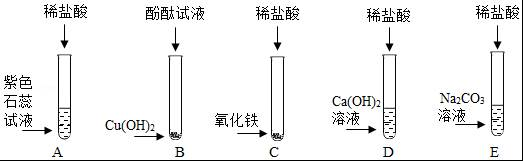 稀盐酸 酚酞试液 稀盐酸 稀盐酸 稀盐酸
紫色
石蕊
试液
Cu(OH)₂
氧化铁
Ca(OH)₂
溶液
Na₂CO₃
溶液
A B C D E